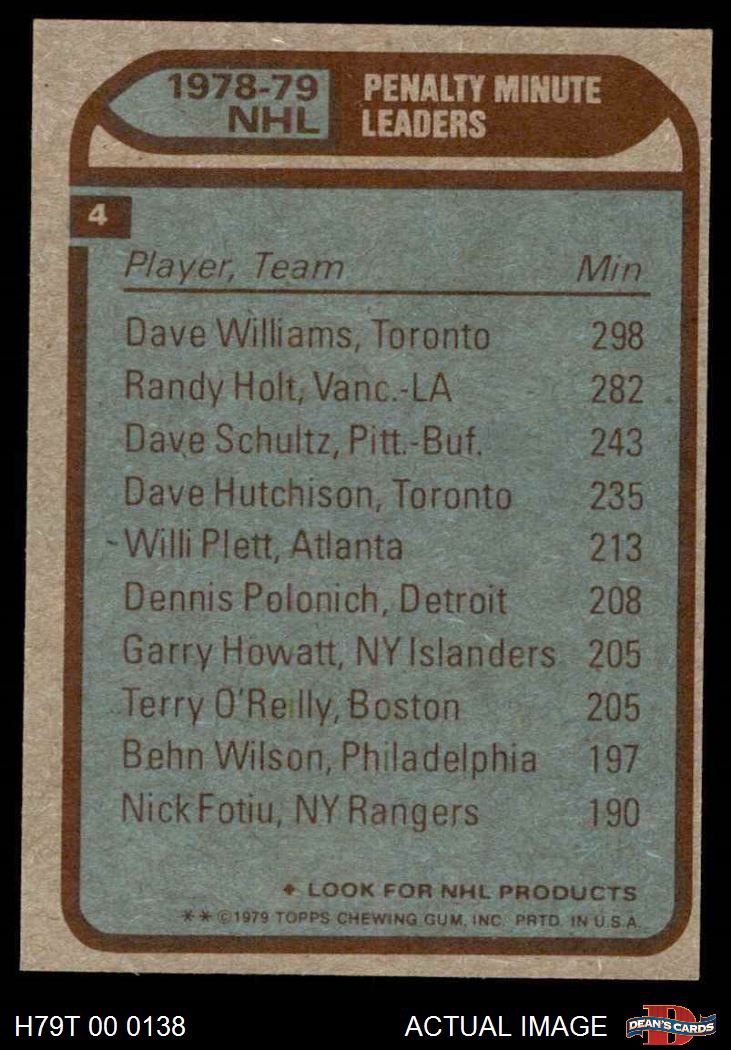 1978-79 NHL
PENALTY MINUTE LEADERS
4
Player, Team Min
Dave Williams, Toronto 298
Randy Holt, Vanc.-LA 282
Dave Schultz, Pitt.-Buf. 243
Dave Hutchison, Toronto 235
Willi Plett, Atlanta 213
Dennis Polonich, Detroit 208
Garry Howatt, NY Islanders 205
Terry O'Reilly, Boston 205
Behn Wilson, Philadelphia 197
Nick Fotiu, NY Rangers 190
♦ LOOK FOR NHL PRODUCTS
**©1979 TOPPS CHEWING GUM, INC. PRTD. IN U.S.A.
H79T 00 0138 ACTUAL IMAGE D DEAN'S CARDS